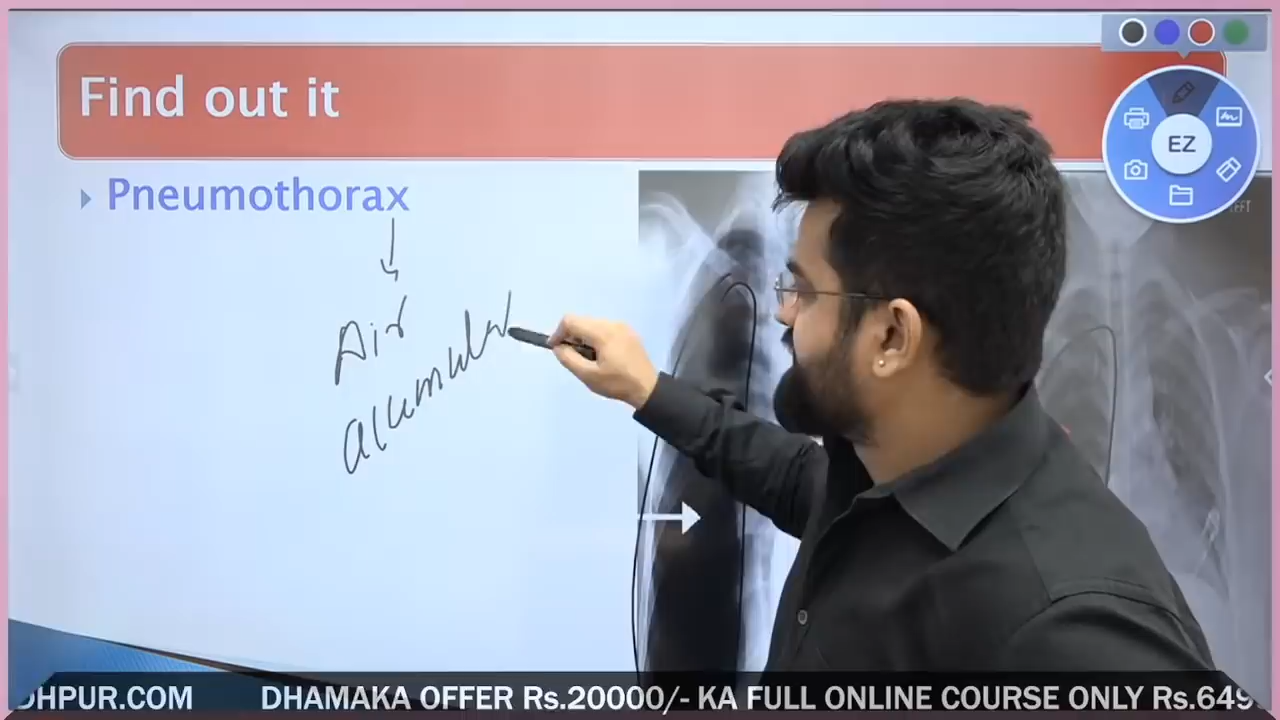 Find out it
Pneumothorax
EZ
LEFT
Air
DHPUR.COM DHAMAKA OFFER Rs.20000/- KA FULL ONLINE COURSE ONLY Rs.649